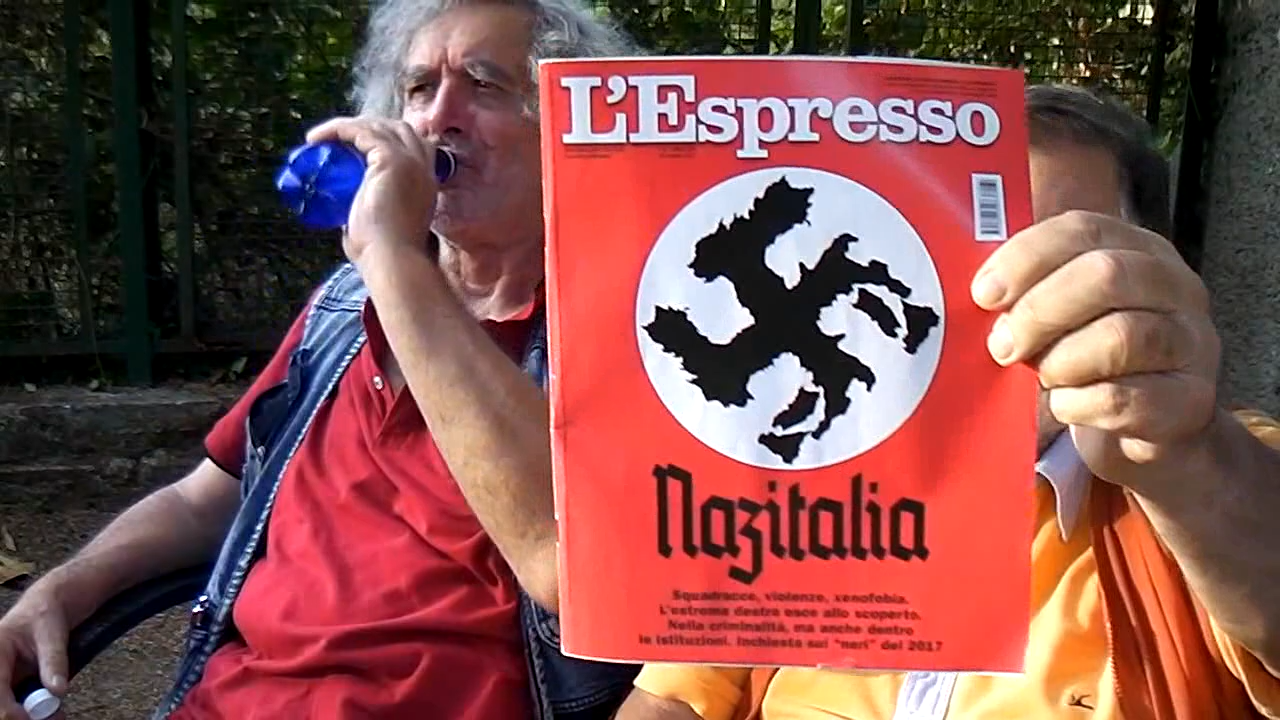 L'Espresso
Nazitalia
Squadracce, violenze, xenofobia.
L'estrema destra esce allo scoperto.
Nella criminalità, ma anche dentro
le istituzioni. Inchiesta sui "neri" del 2017